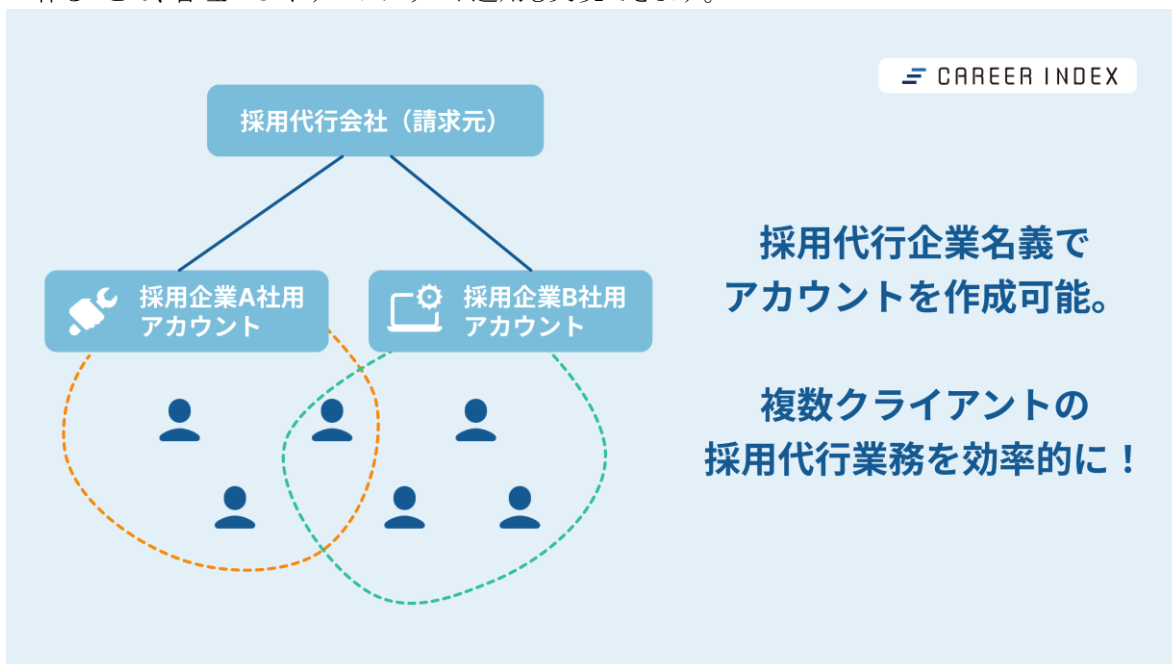 CAREER INDEX
採用代行会社（請求元）
採用企業A社用
アカウント
採用企業B社用
アカウント
採用代行企業名義で
アカウントを作成可能。
複数クライアントの
採用代行業務を効率的に！